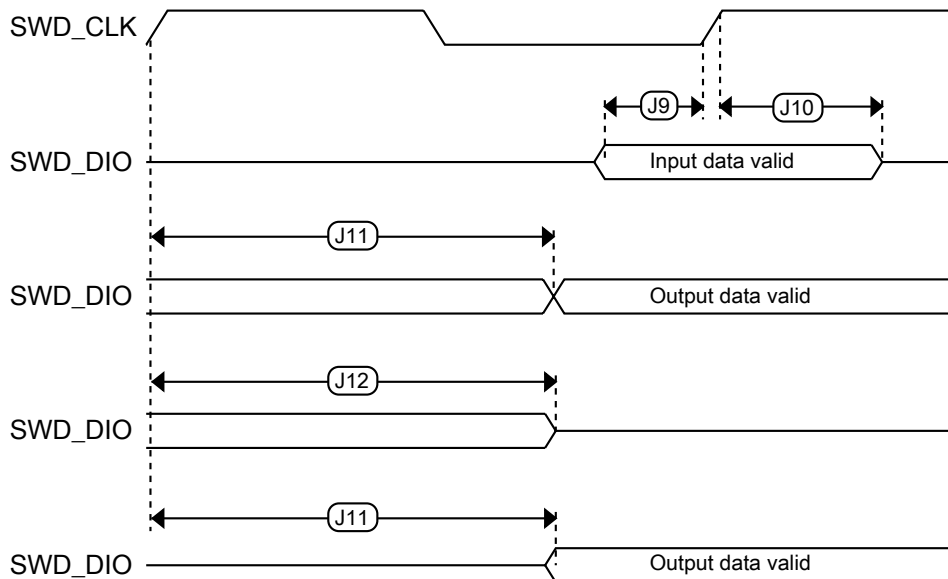 SWD_CLK
J9
J10
SWD_DIO
Input data valid
J11
SWD_DIO
Output data valid
J12
SWD_DIO
J11
SWD_DIO
Output data valid